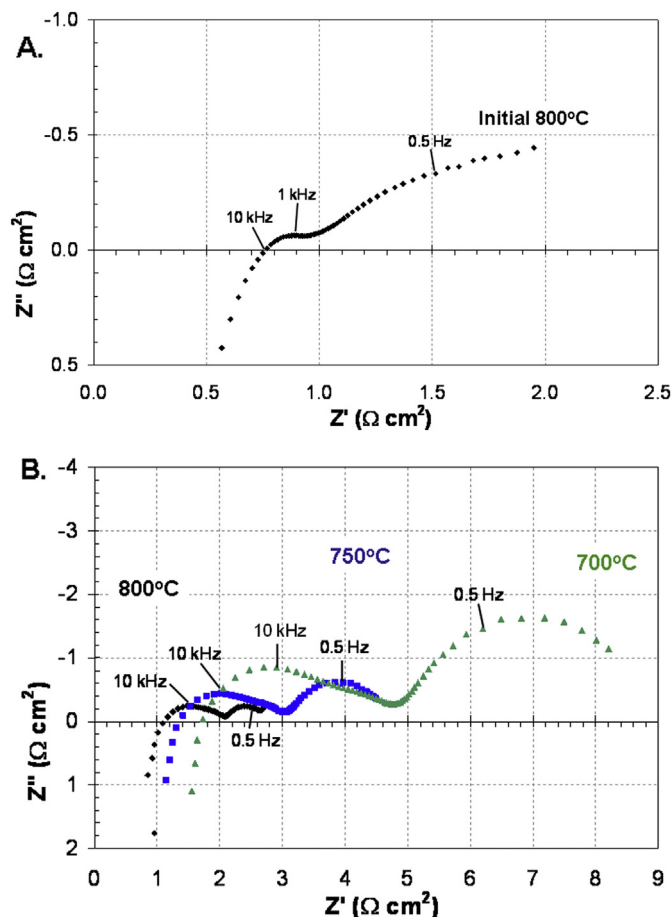 A.
-1.0
-0.5
0.0
0.5
Z" (Ω cm²)
Initial 800°C
0.5 Hz
1 kHz
10 kHz
0.0 0.5 1.0 1.5 2.0 2.5
Z' (Ω cm²)
B.
-4
-3
-2
-1
0
1
2
Z" (Ω cm²)
750°C
700°C
800°C
0.5 Hz
10 kHz
10 kHz
0.5 Hz
10 kHz
0.5 Hz
0 1 2 3 4 5 6 7 8 9
Z' (Ω cm²)